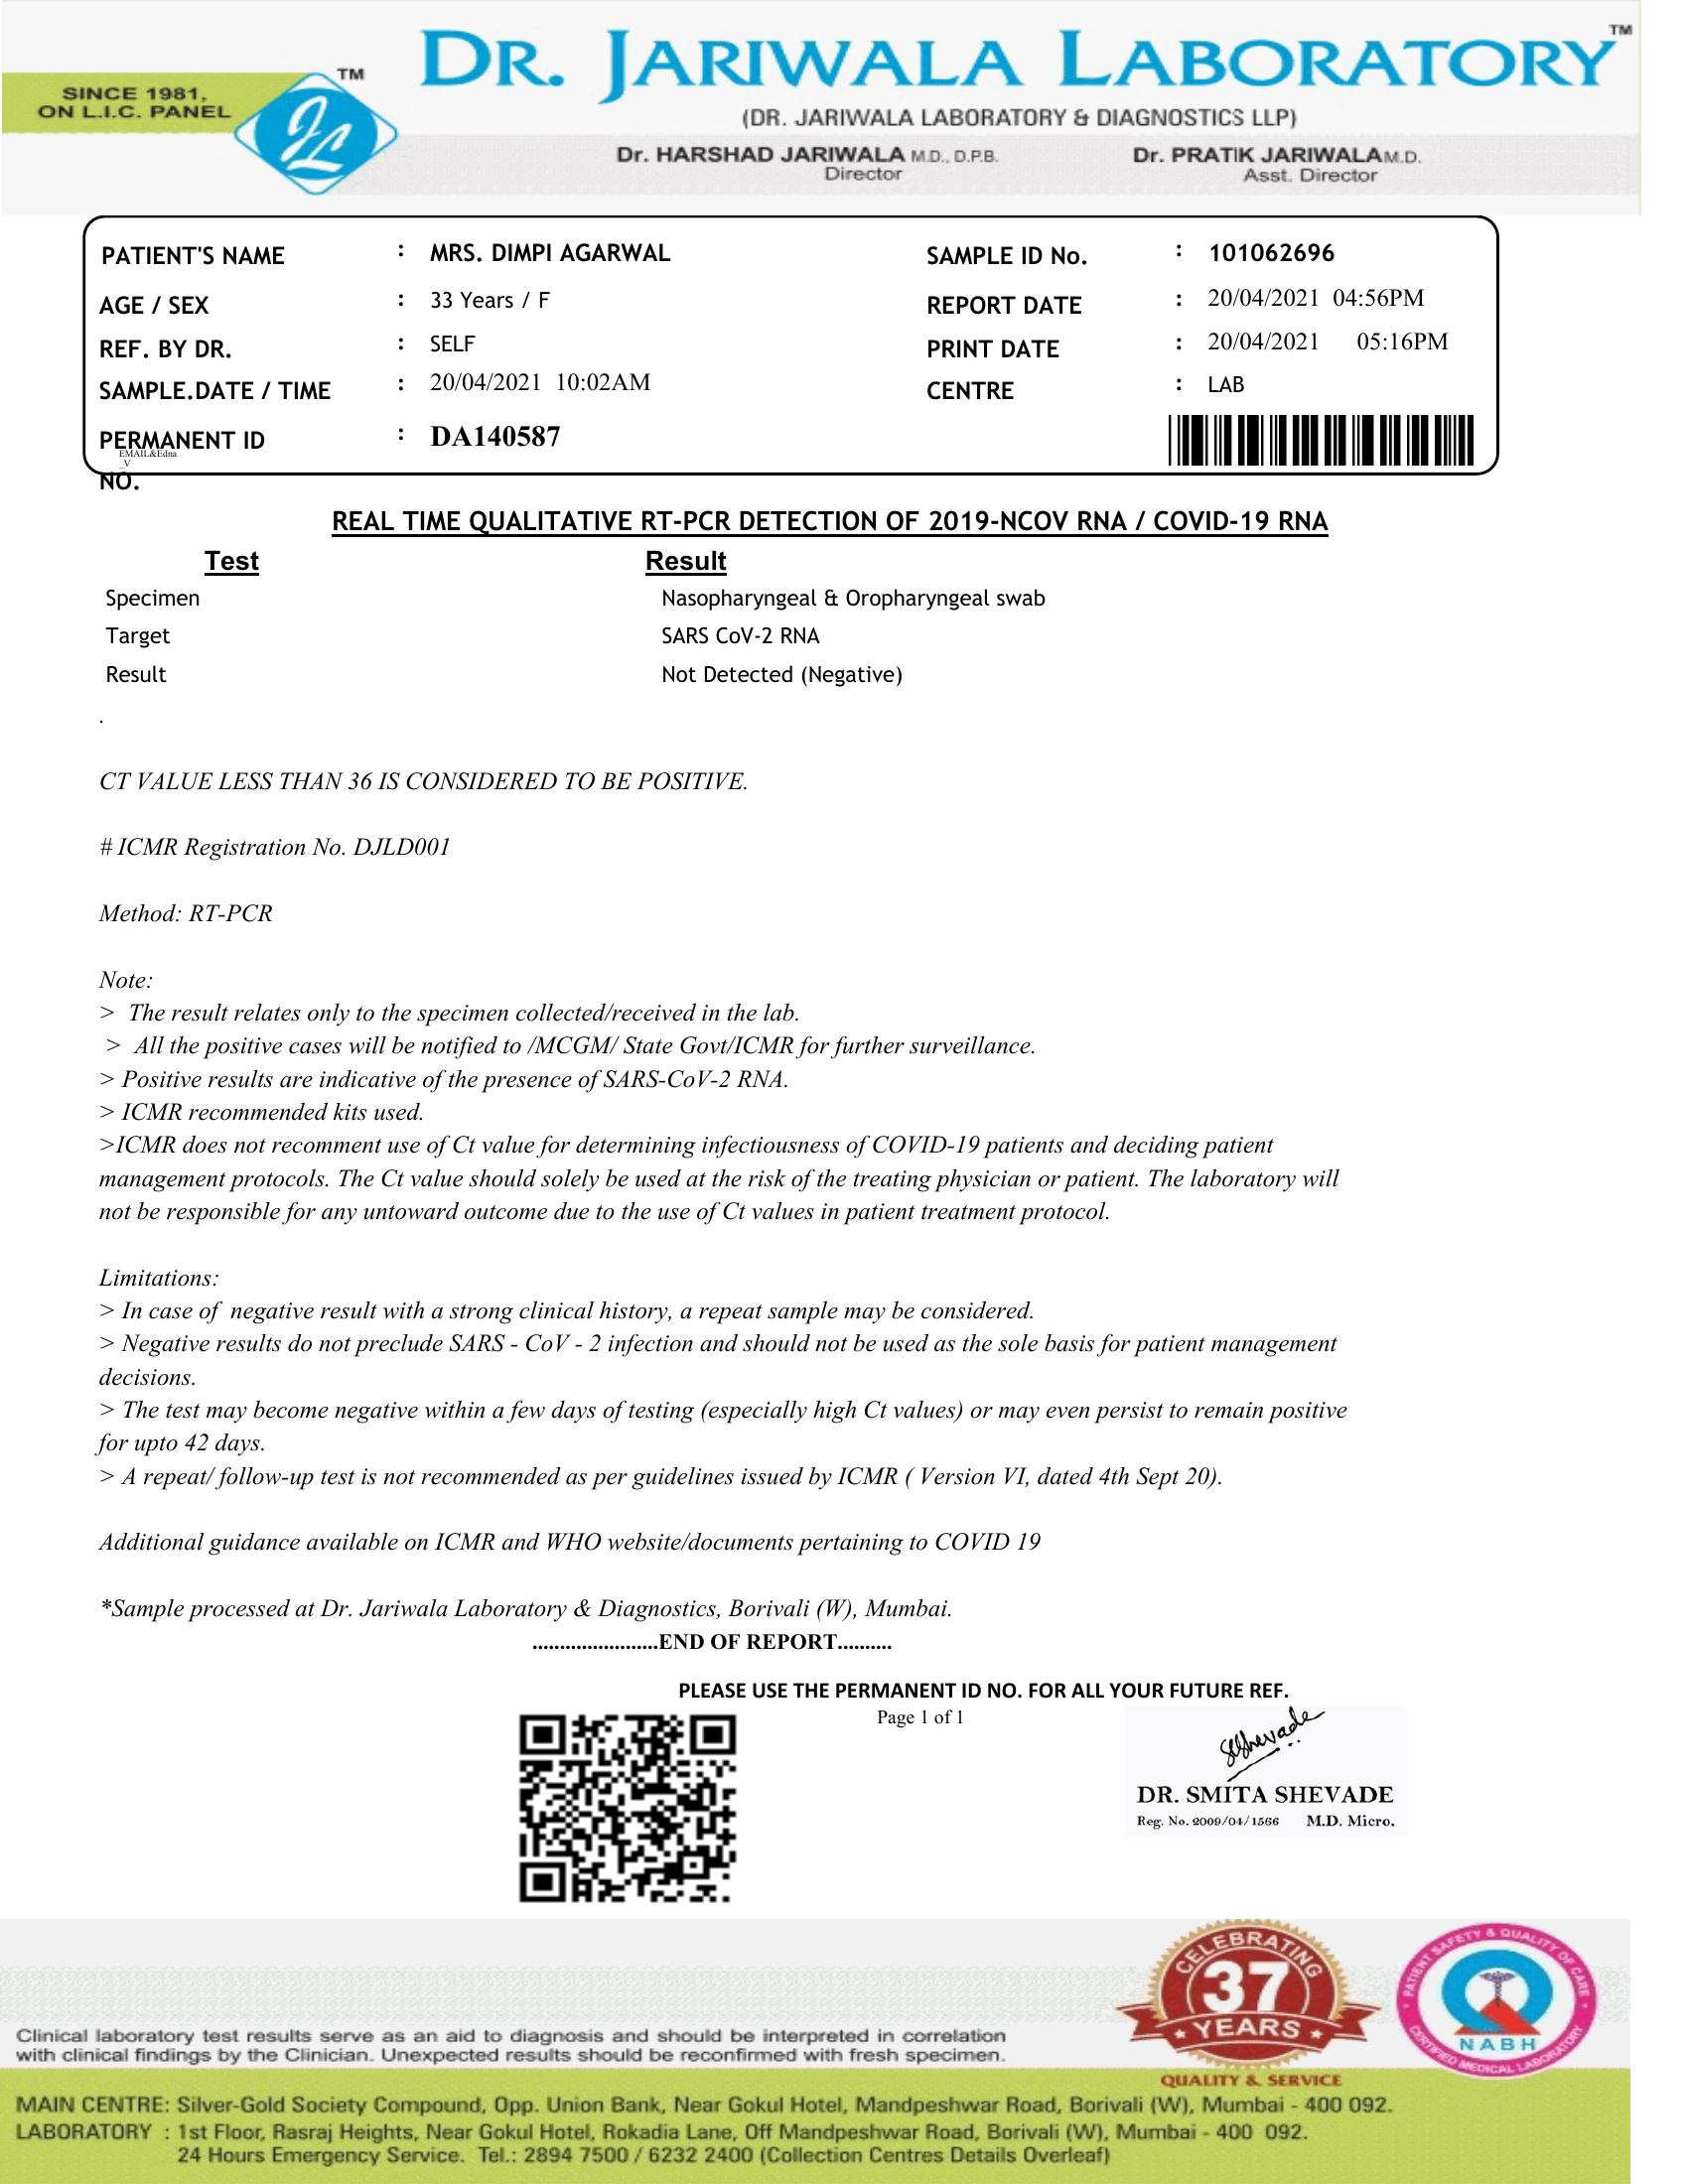 DR. JARIWALA LABORATORY™
SINCE 1981,
ON L.I.C. PANEL
TM
JL
(DR. JARIWALA LABORATORY & DIAGNOSTICS LLP)
Dr. HARSHAD JARIWALA M.D., D.P.B. Dr. PRATIK JARIWALA M.D.
Director Asst. Director
PATIENT'S NAME : MRS. DIMPI AGARWAL SAMPLE ID No. : 101062696
AGE / SEX : 33 Years / F REPORT DATE : 20/04/2021 04:56PM
REF. BY DR. : SELF PRINT DATE : 20/04/2021 05:16PM
SAMPLE.DATE / TIME : 20/04/2021 10:02AM CENTRE : LAB
PERMANENT ID : DA140587
EMAIL&Edna
_V
NO.
REAL TIME QUALITATIVE RT-PCR DETECTION OF 2019-NCOV RNA / COVID-19 RNA
Test Result
Specimen Nasopharyngeal & Oropharyngeal swab
Target SARS CoV-2 RNA
Result Not Detected (Negative)
.
CT VALUE LESS THAN 36 IS CONSIDERED TO BE POSITIVE.
# ICMR Registration No. DJLD001
Method: RT-PCR
Note:
> The result relates only to the specimen collected/received in the lab.
> All the positive cases will be notified to /MCGM/ State Govt/ICMR for further surveillance.
> Positive results are indicative of the presence of SARS-CoV-2 RNA.
> ICMR recommended kits used.
>ICMR does not recomment use of Ct value for determining infectiousness of COVID-19 patients and deciding patient
management protocols. The Ct value should solely be used at the risk of the treating physician or patient. The laboratory will
not be responsible for any untoward outcome due to the use of Ct values in patient treatment protocol.
Limitations:
> In case of negative result with a strong clinical history, a repeat sample may be considered.
> Negative results do not preclude SARS - CoV - 2 infection and should not be used as the sole basis for patient management
decisions.
> The test may become negative within a few days of testing (especially high Ct values) or may even persist to remain positive
for upto 42 days.
> A repeat/ follow-up test is not recommended as per guidelines issued by ICMR ( Version VI, dated 4th Sept 20).
Additional guidance available on ICMR and WHO website/documents pertaining to COVID 19
*Sample processed at Dr. Jariwala Laboratory & Diagnostics, Borivali (W), Mumbai.
.......................END OF REPORT..........
PLEASE USE THE PERMANENT ID NO. FOR ALL YOUR FUTURE REF.
Page 1 of 1
SSShevade
DR. SMITA SHEVADE
Reg. No. 2009/04/1566 M.D. Micro.
CELEBRATING
37
YEARS
QUALITY & SERVICE
PATIENT SAFETY & QUALITY OF CARE
NABH
CERTIFIED MEDICAL LABORATORY
Clinical laboratory test results serve as an aid to diagnosis and should be interpreted in correlation
with clinical findings by the Clinician. Unexpected results should be reconfirmed with fresh specimen.
MAIN CENTRE: Silver-Gold Society Compound, Opp. Union Bank, Near Gokul Hotel, Mandpeshwar Road, Borivali (W), Mumbai - 400 092.
LABORATORY : 1st Floor, Rasraj Heights, Near Gokul Hotel, Rokadia Lane, Off Mandpeshwar Road, Borivali (W), Mumbai - 400 092.
24 Hours Emergency Service. Tel.: 2894 7500 / 6232 2400 (Collection Centres Details Overleaf)